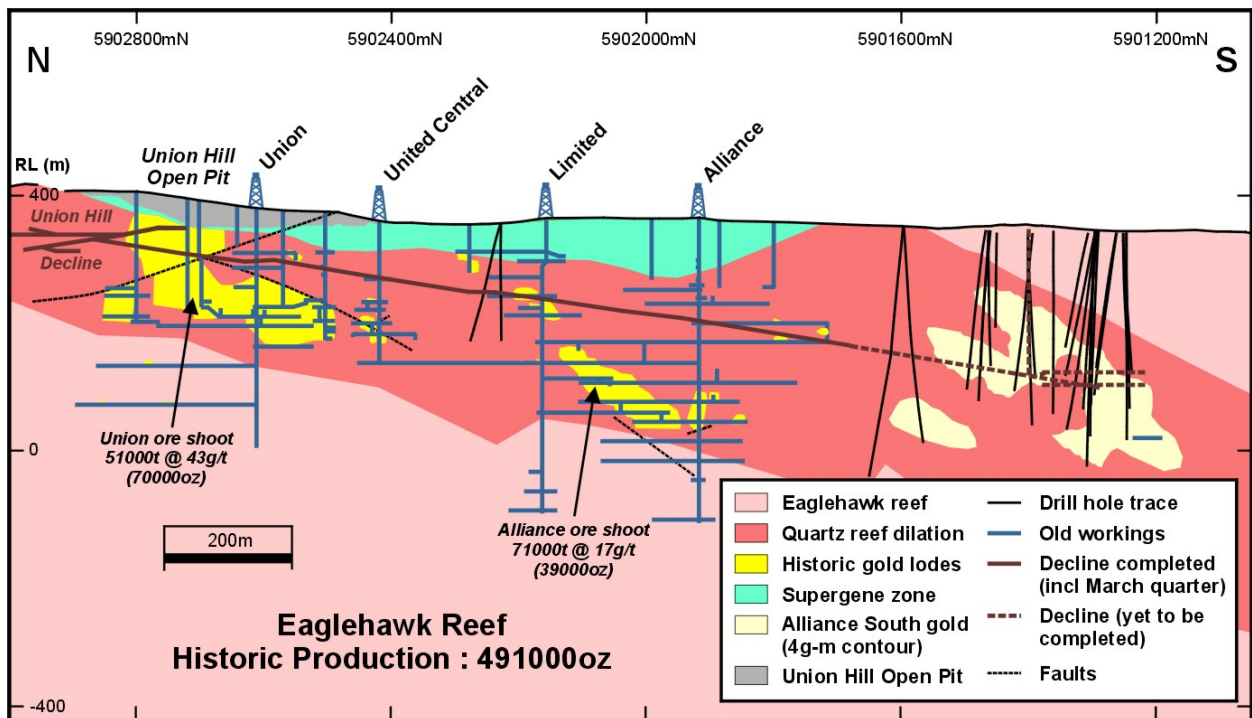 5902800mN
5902400mN
5902000mN
5901600mN
5901200mN
N
S
RL (m)
Union Hill
Open Pit
Union
United Central
Limited
Alliance
400
Union Hill
Decline
0
Union ore shoot
51000t @ 43g/t
(70000oz)
Alliance ore shoot
71000t @ 17g/t
(39000oz)
200m
Eaglehawk Reef
Historic Production : 491000oz
-400
Eaglehawk reef
Quartz reef dilation
Historic gold lodes
Supergene zone
Alliance South gold
(4g-m contour)
Union Hill Open Pit
Drill hole trace
Old workings
Decline completed
(incl March quarter)
Decline (yet to be
completed)
Faults